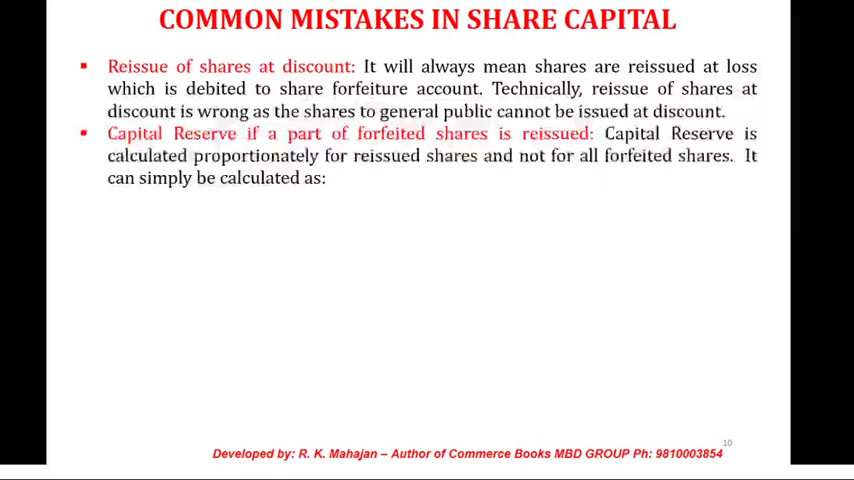 COMMON MISTAKES IN SHARE CAPITAL
▪ Reissue of shares at discount: It will always mean shares are reissued at loss
which is debited to share forfeiture account. Technically, reissue of shares at
discount is wrong as the shares to general public cannot be issued at discount.
• Capital Reserve if a part of forfeited shares is reissued: Capital Reserve is
calculated proportionately for reissued shares and not for all forfeited shares. It
can simply be calculated as:
10
Developed by: R. K. Mahajan – Author of Commerce Books MBD GROUP Ph: 9810003854